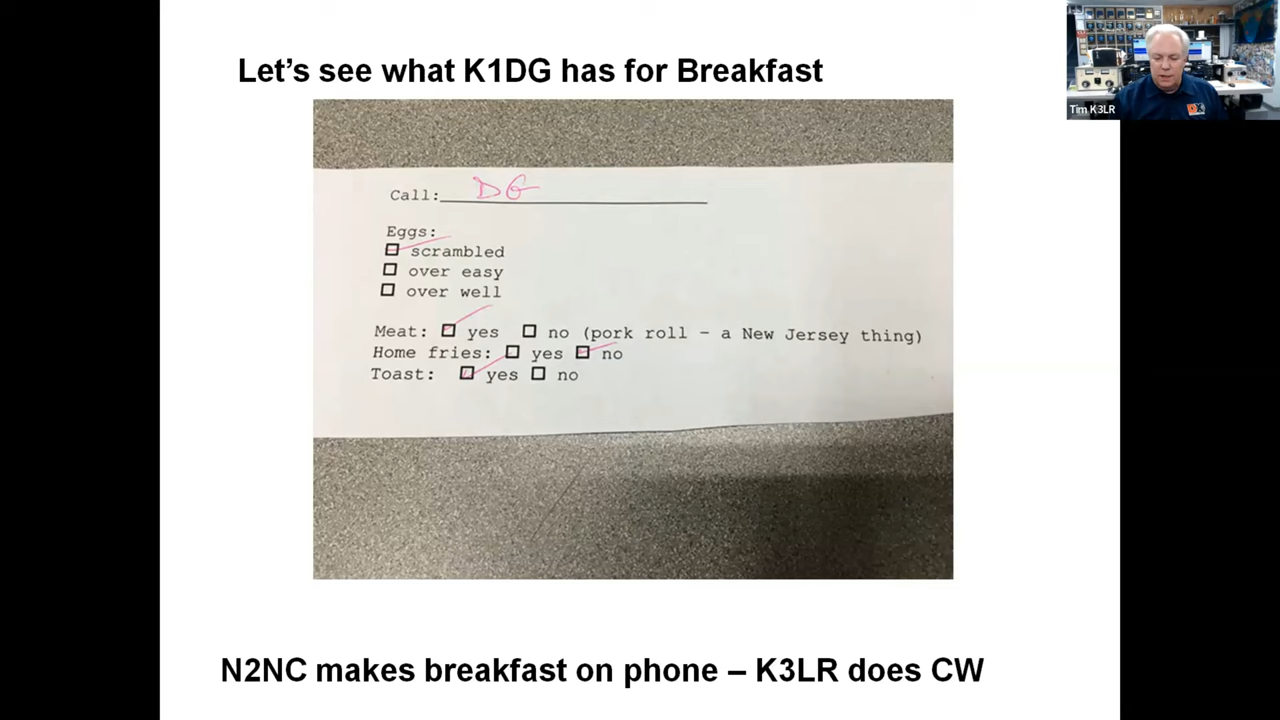 Let's see what K1DG has for Breakfast
Tim K3LR
Call: DG
Eggs:
scrambled
over easy
over well
Meat: yes no (pork roll - a New Jersey thing)
Home fries: yes no
Toast: yes no
N2NC makes breakfast on phone – K3LR does CW